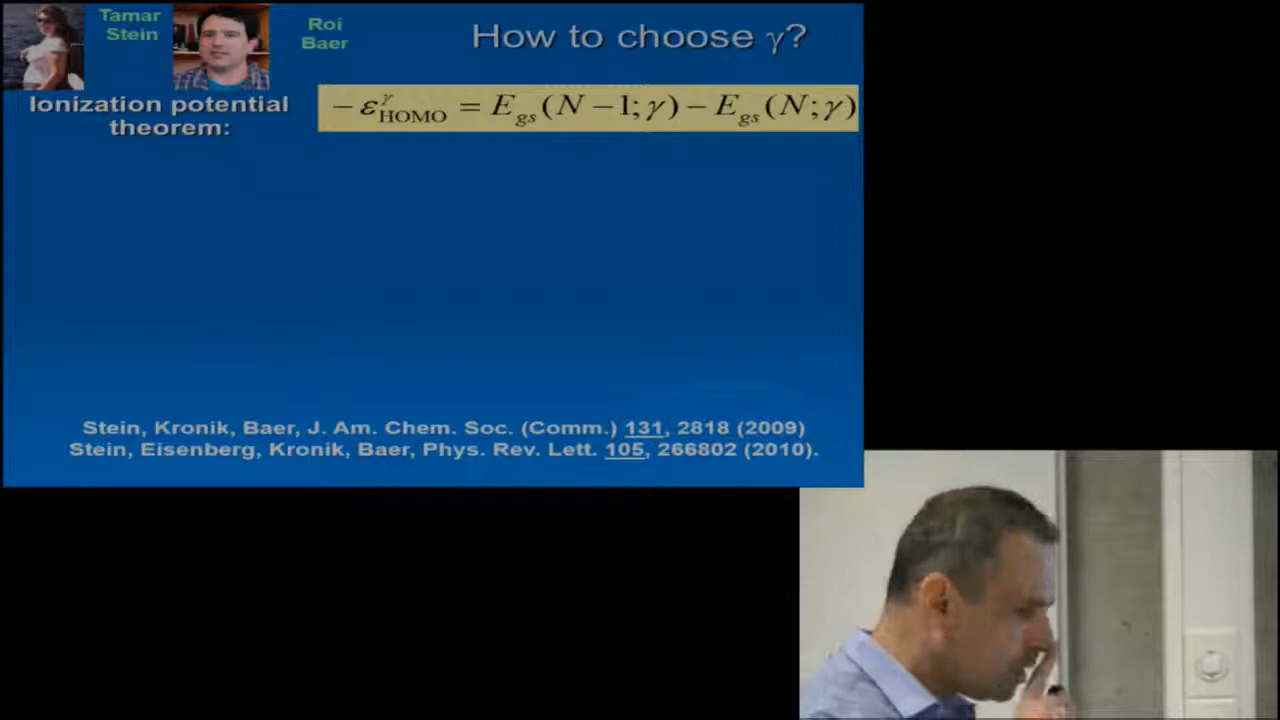 Tamar
Stein
Roi
Baer
How to choose γ?
Ionization potential
theorem:
− ε^γ_HOMO = E_gs(N − 1; γ) − E_gs(N; γ)
Stein, Kronik, Baer, J. Am. Chem. Soc. (Comm.) 131, 2818 (2009)
Stein, Eisenberg, Kronik, Baer, Phys. Rev. Lett. 105, 266802 (2010).